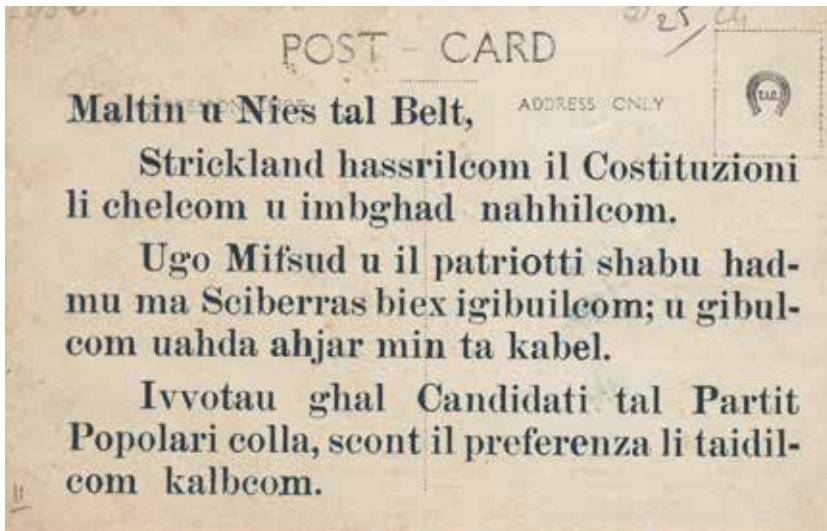 25
POST - CARD
ADDRESS ONLY
T.I.C.
Maltin u Nies tal Belt,
Strickland hassrilcom il Costituzioni
li chelcom u imbghad nahhilcom.
Ugo Mifsud u il patriotti shabu had-
mu ma Sciberras biex igibuilcom; u gibul-
com uahda ahjar min ta kabel.
Ivvotau ghal Candidati tal Partit
Popolari colla, scont il preferenza li taidil-
com kalbcom.